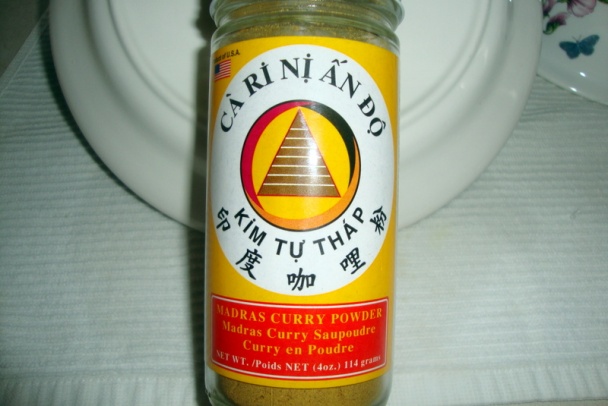 U.S.A.
CÀ RI NỊ ẤN ĐỘ
KIM TỰ THÁP
印度咖哩粉
MADRAS CURRY POWDER
Madras Curry Saupoudre
Curry en Poudre
NET WT. /Poids NET (4oz.) 114 grams